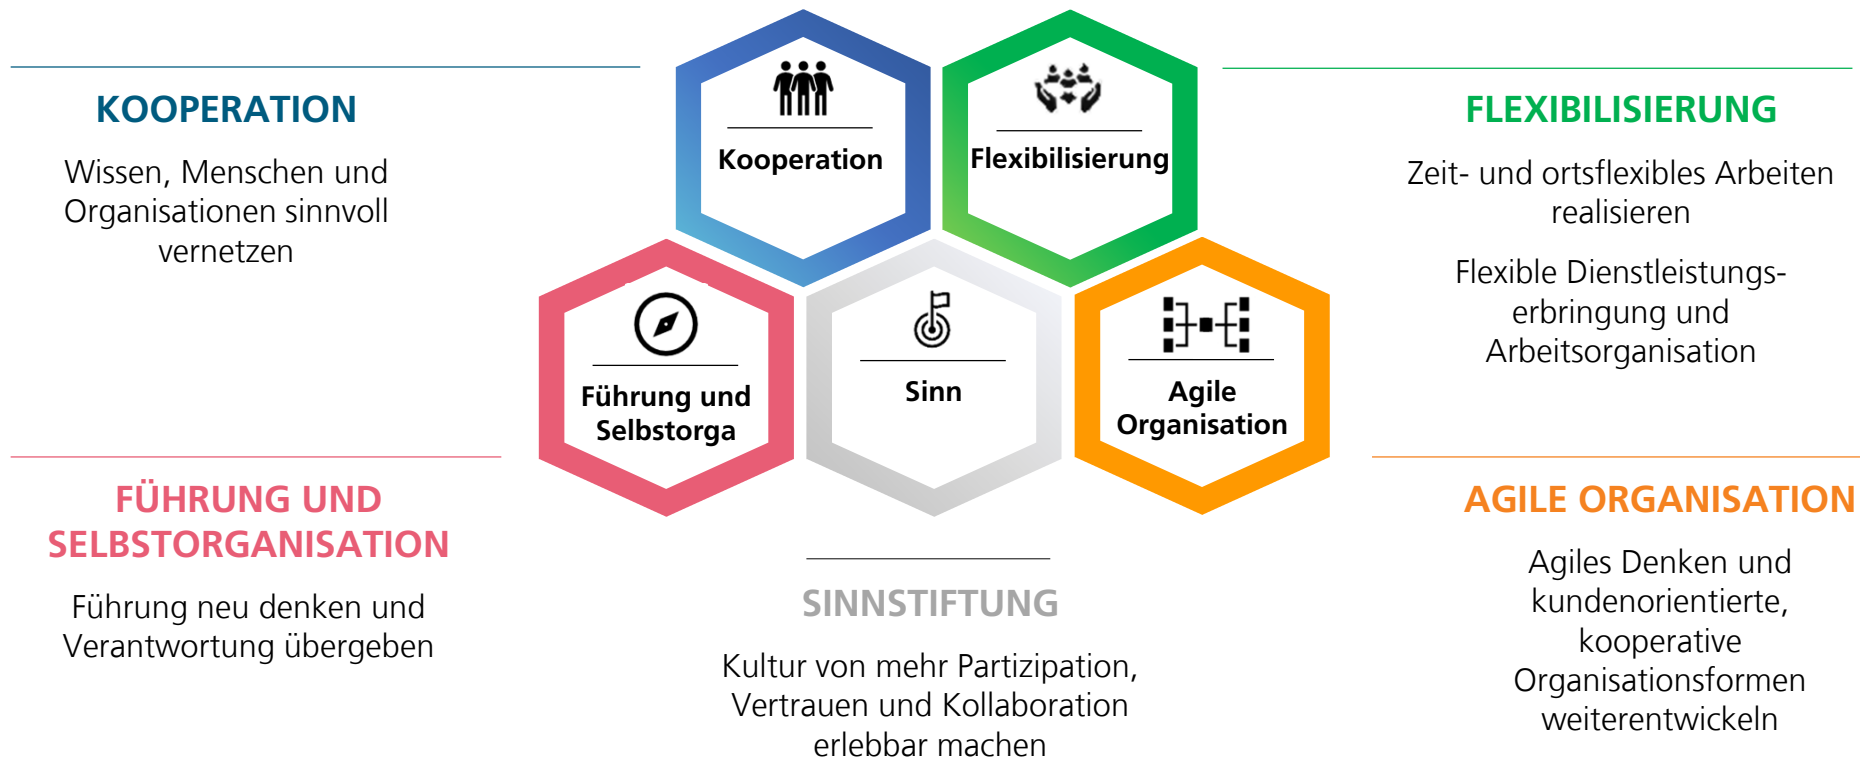 KOOPERATION
Wissen, Menschen und
Organisationen sinnvoll
vernetzen
Kooperation
Flexibilisierung
FLEXIBILISIERUNG
Zeit- und ortsflexibles Arbeiten
realisieren
Flexible Dienstleistungs-
erbringung und
Arbeitsorganisation
Führung und
Selbstorga
Sinn
Agile
Organisation
FÜHRUNG UND
SELBSTORGANISATION
Führung neu denken und
Verantwortung übergeben
SINNSTIFTUNG
Kultur von mehr Partizipation,
Vertrauen und Kollaboration
erlebbar machen
AGILE ORGANISATION
Agiles Denken und
kundenorientierte,
kooperative
Organisationsformen
weiterentwickeln